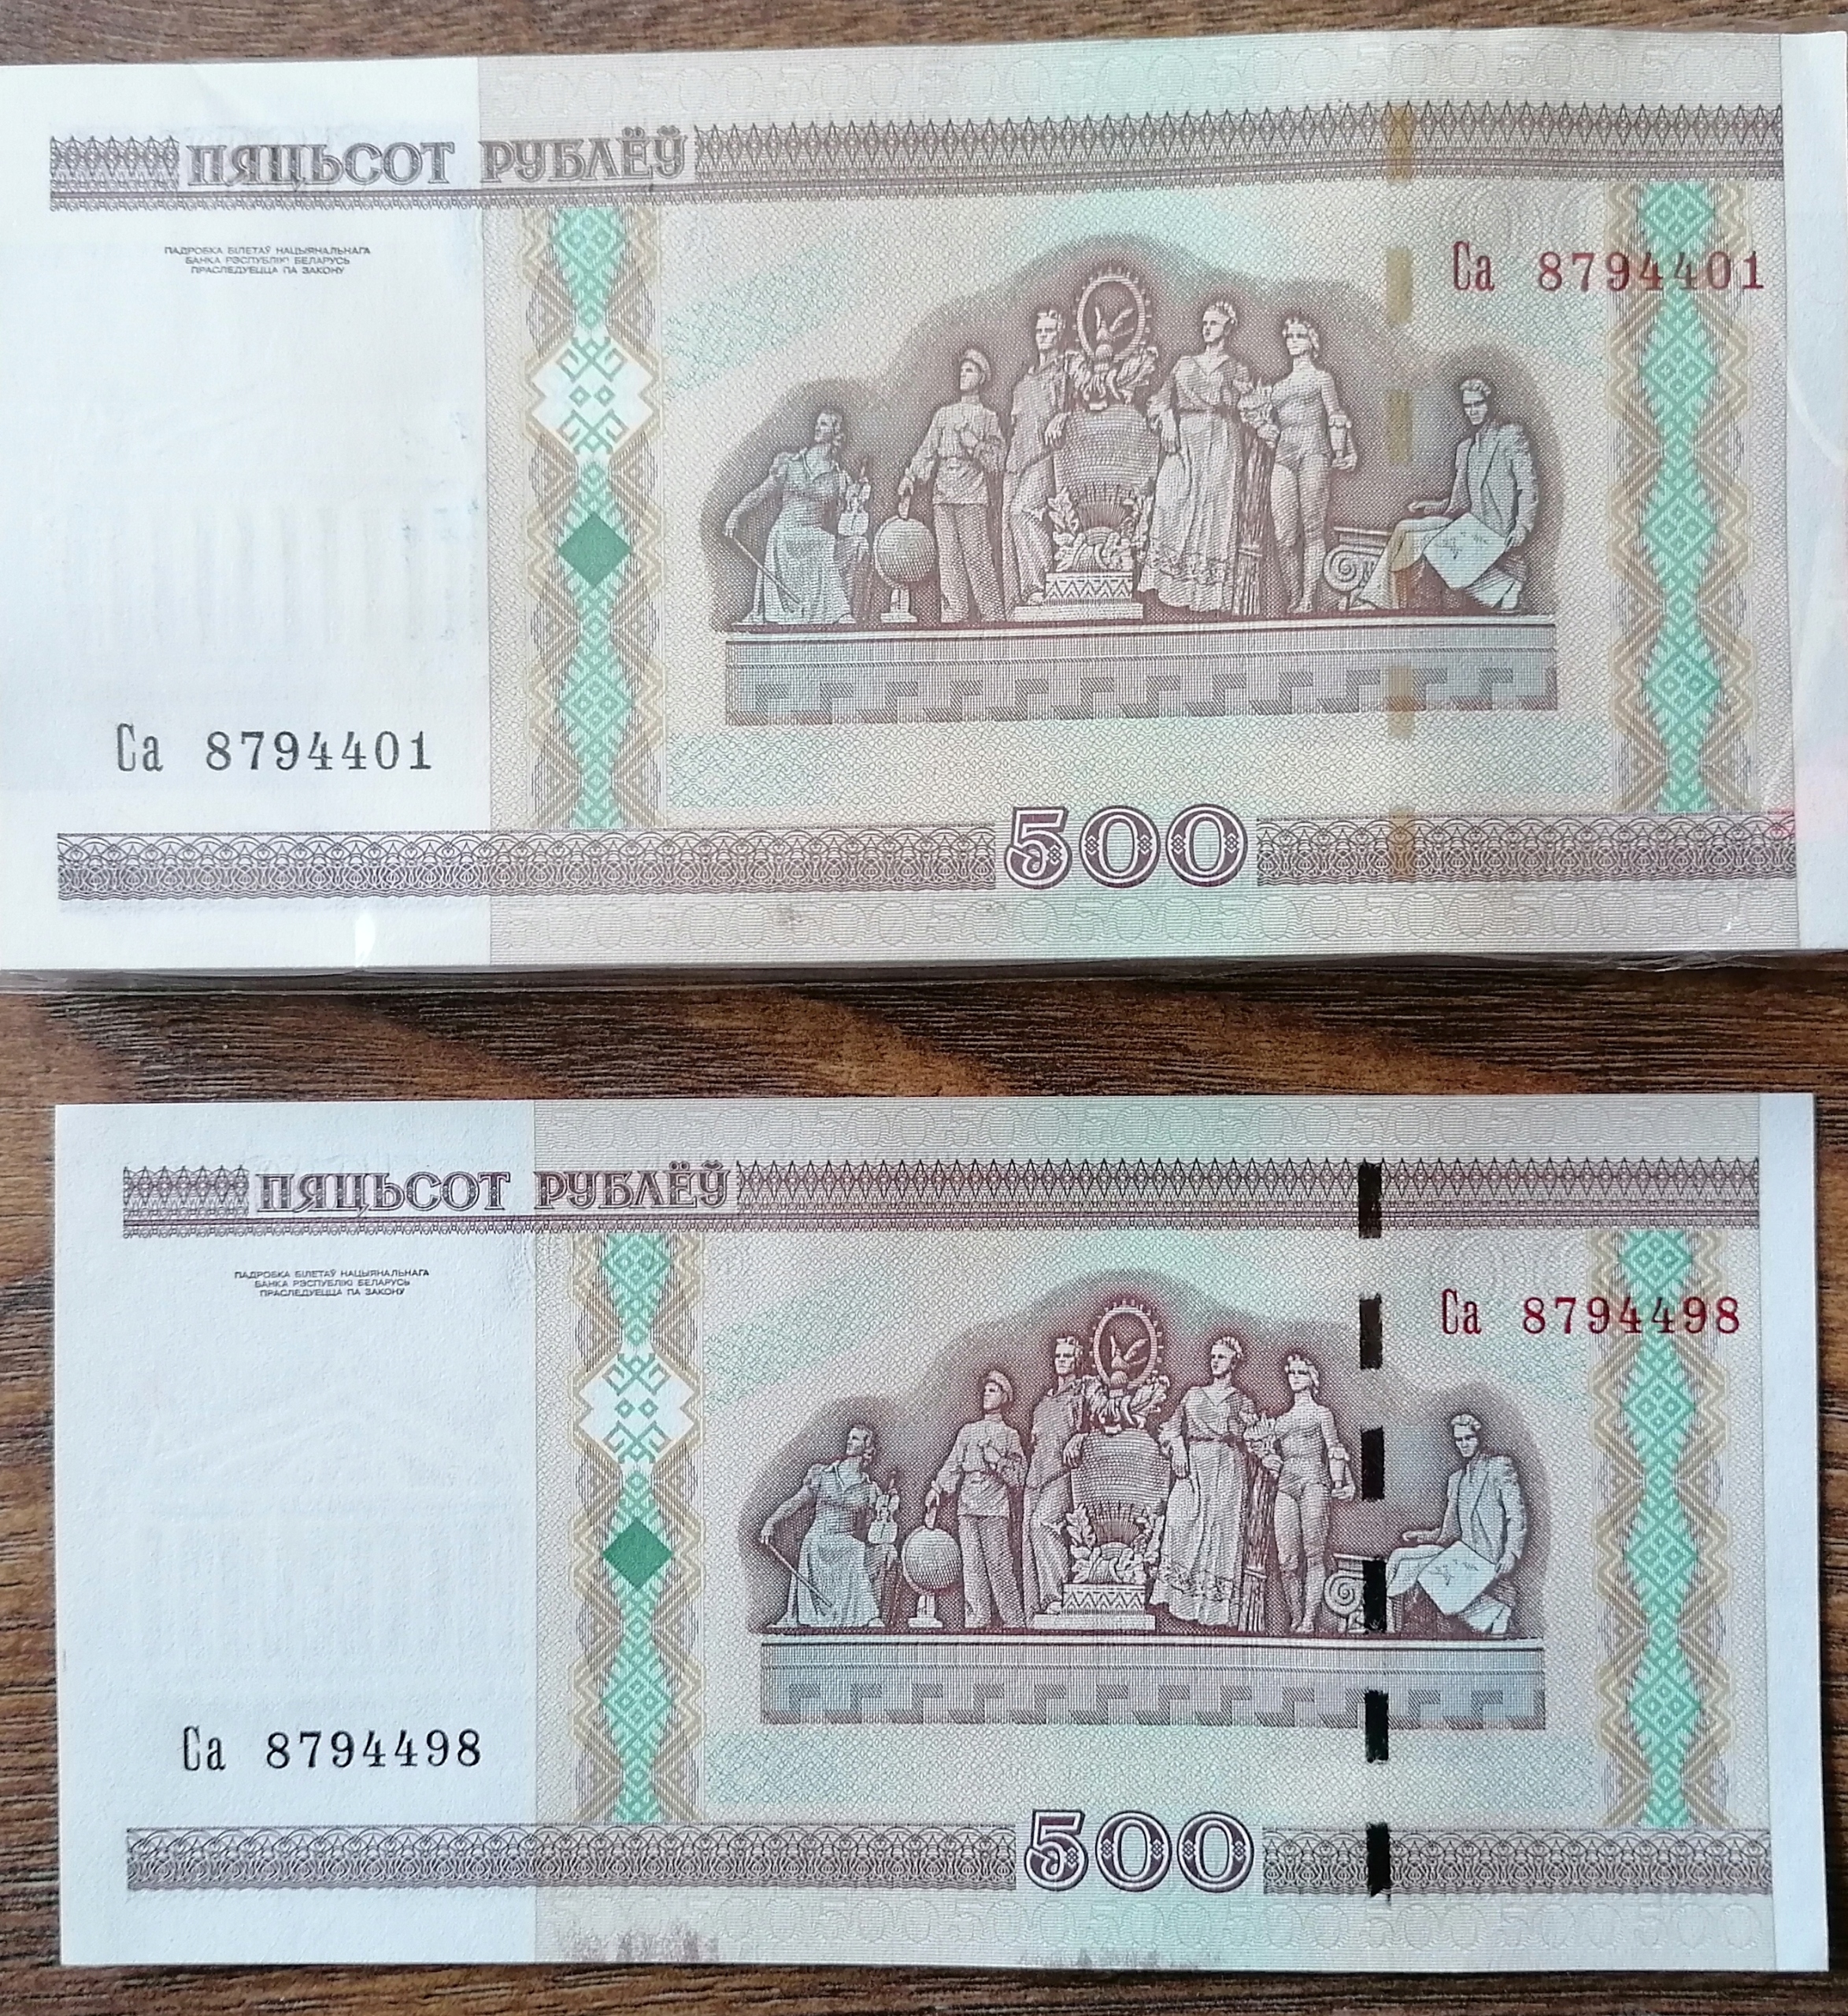 ПЯЦЬСОТ РУБЛЁЎ
ПАДРОБКА БІЛЕТАЎ НАЦЫЯНАЛЬНАГА
БАНКА РЭСПУБЛІКІ БЕЛАРУСЬ
ПРАСЛЕДУЕЦЦА ПА ЗАКОНУ
Са 8794401
Са 8794401
500
ПЯЦЬСОТ РУБЛЁЎ
ПАДРОБКА БІЛЕТАЎ НАЦЫЯНАЛЬНАГА
БАНКА РЭСПУБЛІКІ БЕЛАРУСЬ
ПРАСЛЕДУЕЦЦА ПА ЗАКОНУ
Са 8794498
Са 8794498
500